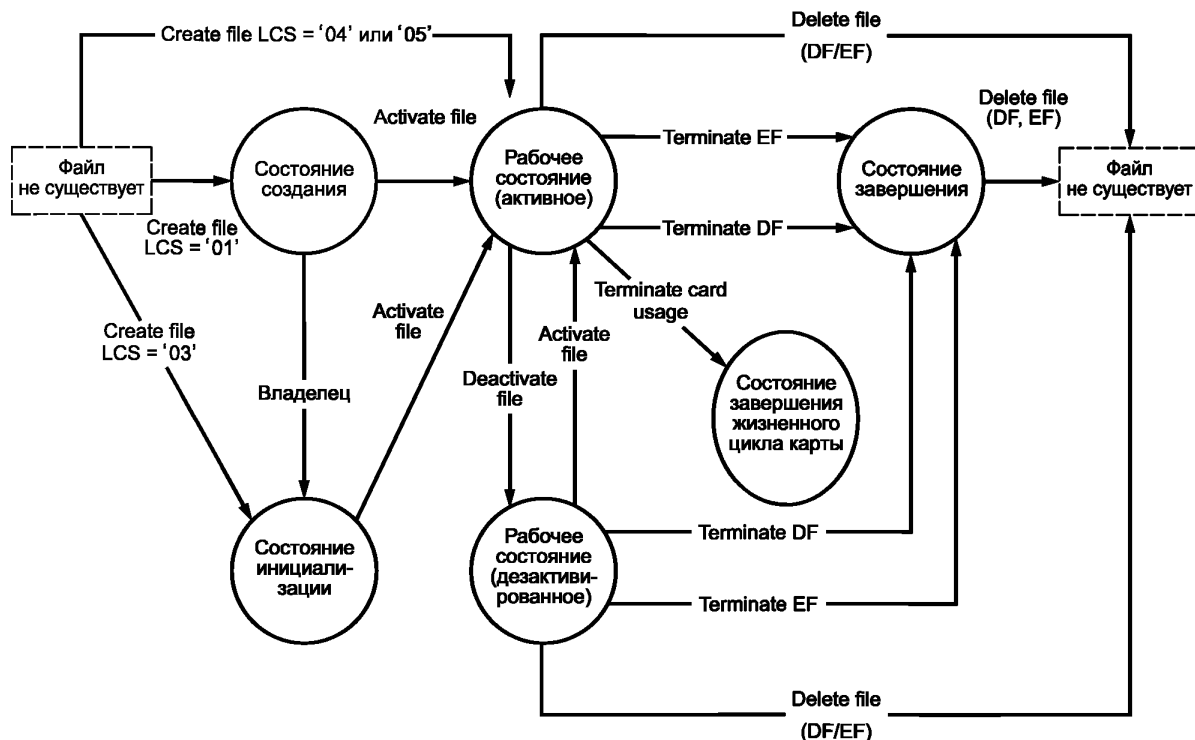 Create file LCS = ‘04’ или ‘05’
Delete file
(DF/EF)
Activate file
Delete file
(DF, EF)
Файл
не существует
Состояние
создания
Рабочее
состояние
(активное)
Terminate EF
Состояние
завершения
Файл
не существует
Create file
LCS = ‘01’
Terminate DF
Create file
LCS = ‘03’
Activate
file
Terminate card
usage
Activate
file
Владелец
Deactivate
file
Состояние
завершения
жизненного
цикла карты
Состояние
инициали-
зации
Рабочее
состояние
(дезактиви-
рованное)
Terminate DF
Terminate EF
Delete file
(DF/EF)